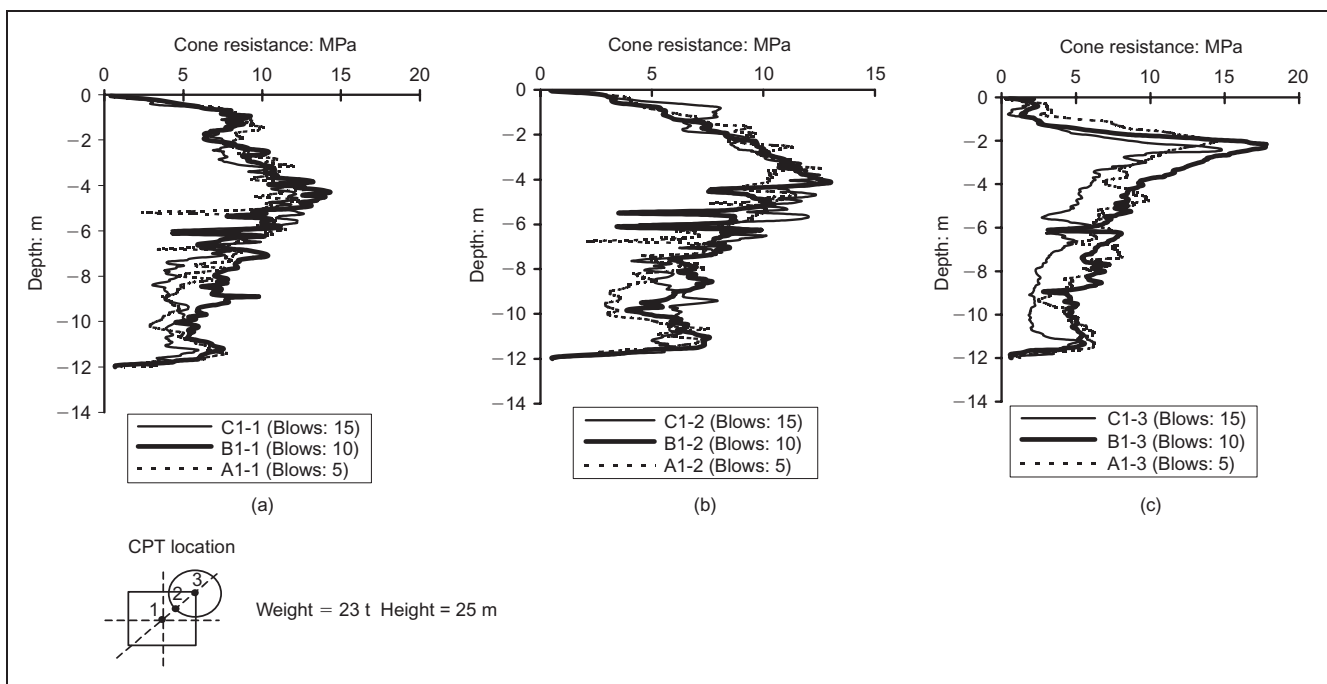 Cone resistance: MPa
0 5 10 15 20
Depth: m
0
−2
−4
−6
−8
−10
−12
−14
C1-1 (Blows: 15)
B1-1 (Blows: 10)
A1-1 (Blows: 5)
(a)
Cone resistance: MPa
0 5 10 15
Depth: m
0
−2
−4
−6
−8
−10
−12
−14
C1-2 (Blows: 15)
B1-2 (Blows: 10)
A1-2 (Blows: 5)
(b)
Cone resistance: MPa
0 5 10 15 20
Depth: m
0
−2
−4
−6
−8
−10
−12
−14
C1-3 (Blows: 15)
B1-3 (Blows: 10)
A1-3 (Blows: 5)
(c)
CPT location
3
2
1
Weight = 23 t Height = 25 m